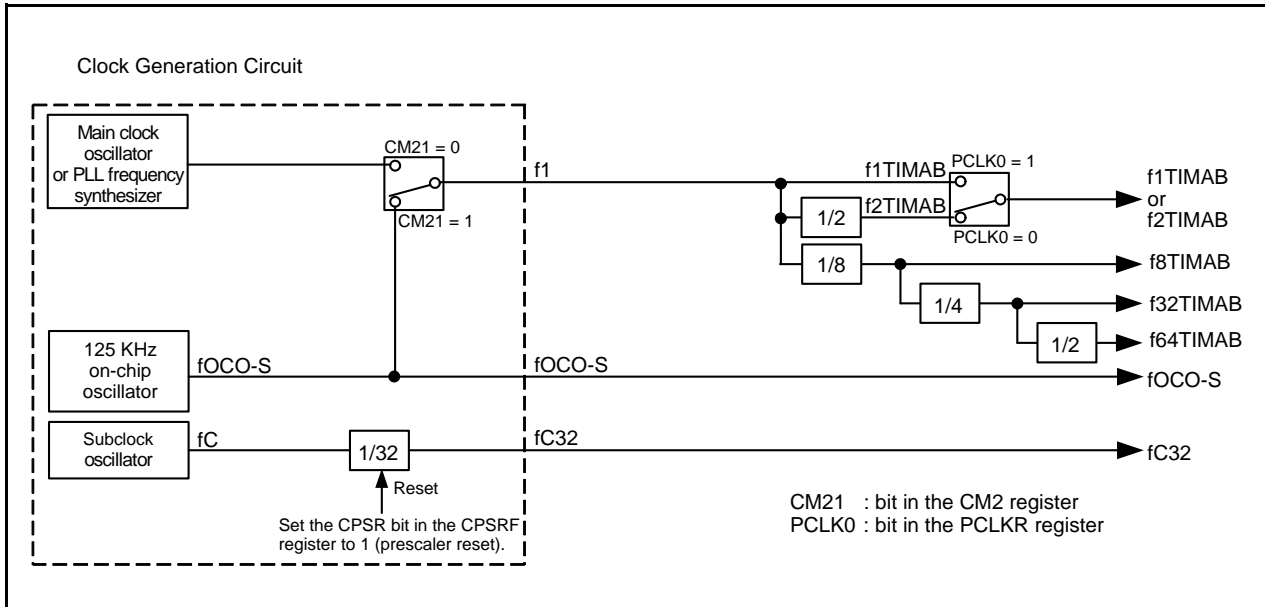 Clock Generation Circuit
Main clock
oscillator
or PLL frequency
synthesizer
CM21 = 0
CM21 = 1
f1
f1TIMAB
PCLK0 = 1
f2TIMAB
1/2
PCLK0 = 0
f1TIMAB
or
f2TIMAB
1/8
f8TIMAB
1/4
f32TIMAB
1/2
f64TIMAB
125 KHz
on-chip
oscillator
fOCO-S
fOCO-S
fOCO-S
Subclock
oscillator
fC
1/32
fC32
fC32
Reset
Set the CPSR bit in the CPSRF
register to 1 (prescaler reset).
CM21 : bit in the CM2 register
PCLK0 : bit in the PCLKR register